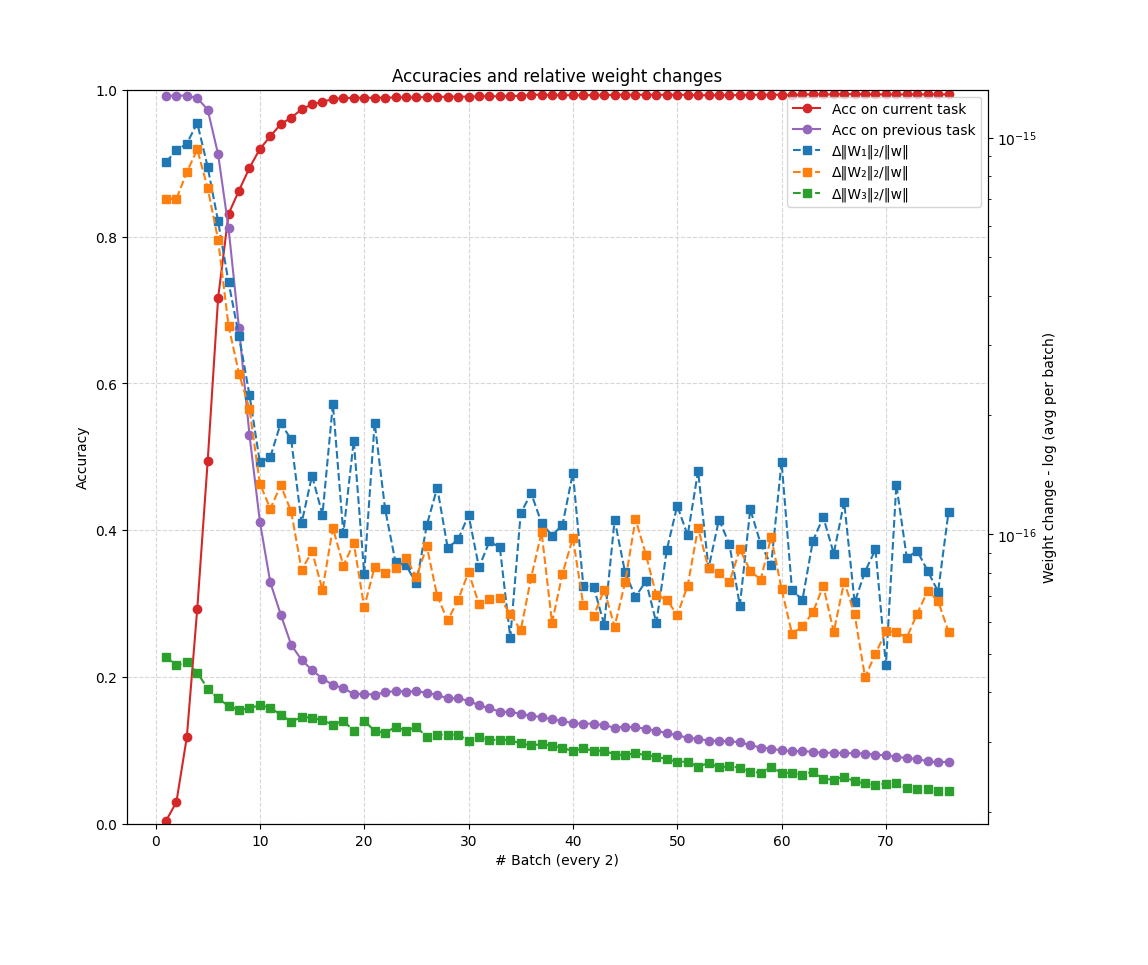 Accuracies and relative weight changes
1.0
0.8
0.6
0.4
0.2
0.0
Accuracy
0
10
20
30
40
50
60
70
# Batch (every 2)
10⁻¹⁵
10⁻¹⁶
Weight change - log (avg per batch)
Acc on current task
Acc on previous task
Δ‖W₁‖₂/‖w‖
Δ‖W₂‖₂/‖w‖
Δ‖W₃‖₂/‖w‖